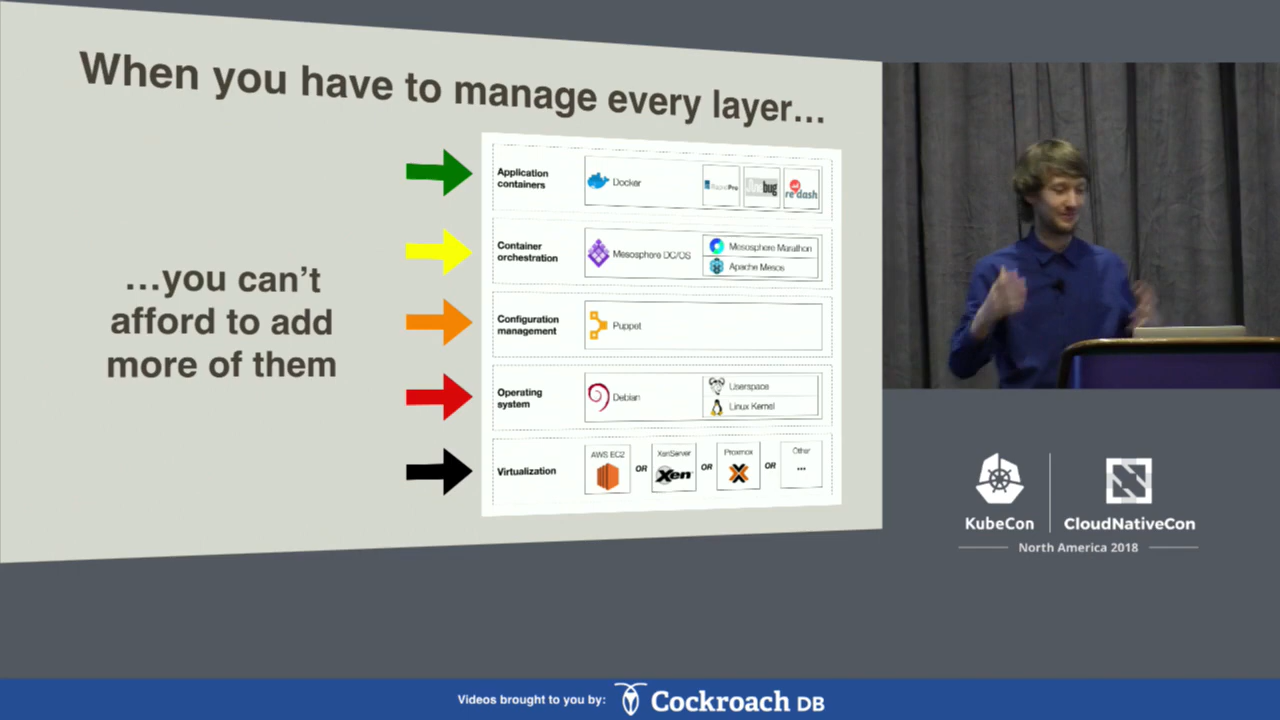 When you have to manage every layer...
...you can't
afford to add
more of them
Application
containers
Docker
re:dash
Container
orchestration
Mesosphere DC/OS
Mesosphere Marathon
Apache Mesos
Configuration
management
Puppet
Operating
system
Debian
Userspace
Linux Kernel
Virtualization
AWS EC2
OR
XenServer
Xen
OR
Proxmox
OR
Other
...
KubeCon
CloudNativeCon
North America 2018
Videos brought to you by:
Cockroach DB